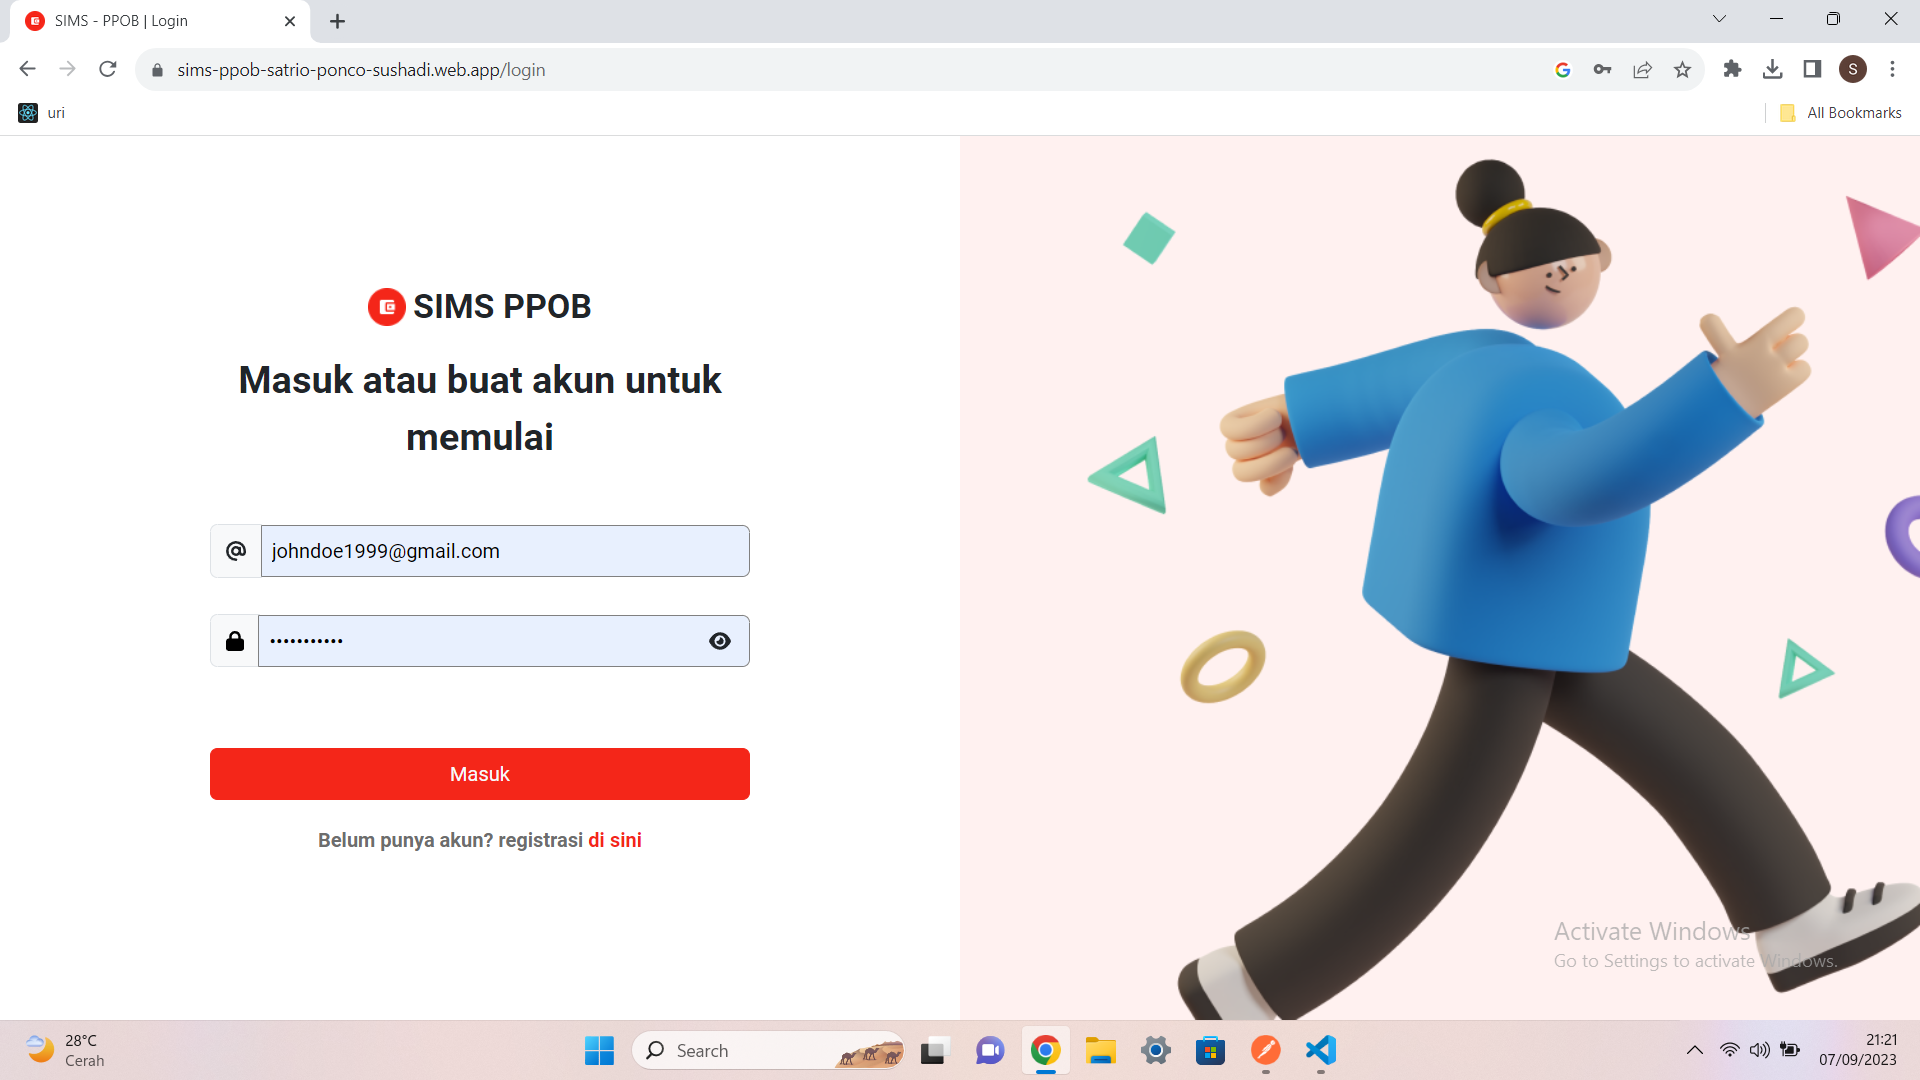 SIMS - PPOB | Login
sims-ppob-satrio-ponco-sushadi.web.app/login
S
uri
All Bookmarks
SIMS PPOB
Masuk atau buat akun untuk
memulai
@
johndoe1999@gmail.com
•••••••••••
Masuk
Belum punya akun? registrasi di sini
Activate Windows
Go to Settings to activate Windows.
28°C
Cerah
Search
21:21
07/09/2023